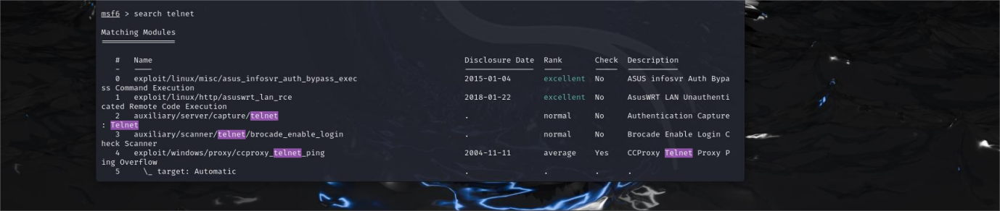 msf6 > search telnet
Matching Modules
# Name Disclosure Date Rank Check Description
- ---- --------------- ---- ----- -----------
0 exploit/linux/misc/asus_infosvr_auth_bypass_exec 2015-01-04 excellent No ASUS infosvr Auth Bypa
ss Command Execution
1 exploit/linux/http/asuswrt_lan_rce 2018-01-22 excellent No AsusWRT LAN Unauthenti
cated Remote Code Execution
2 auxiliary/server/capture/telnet . normal No Authentication Capture
: Telnet
3 auxiliary/scanner/telnet/brocade_enable_login . normal No Brocade Enable Login C
heck Scanner
4 exploit/windows/proxy/ccproxy_telnet_ping 2004-11-11 average Yes CCProxy Telnet Proxy P
ing Overflow
5 \_ target: Automatic . . . .